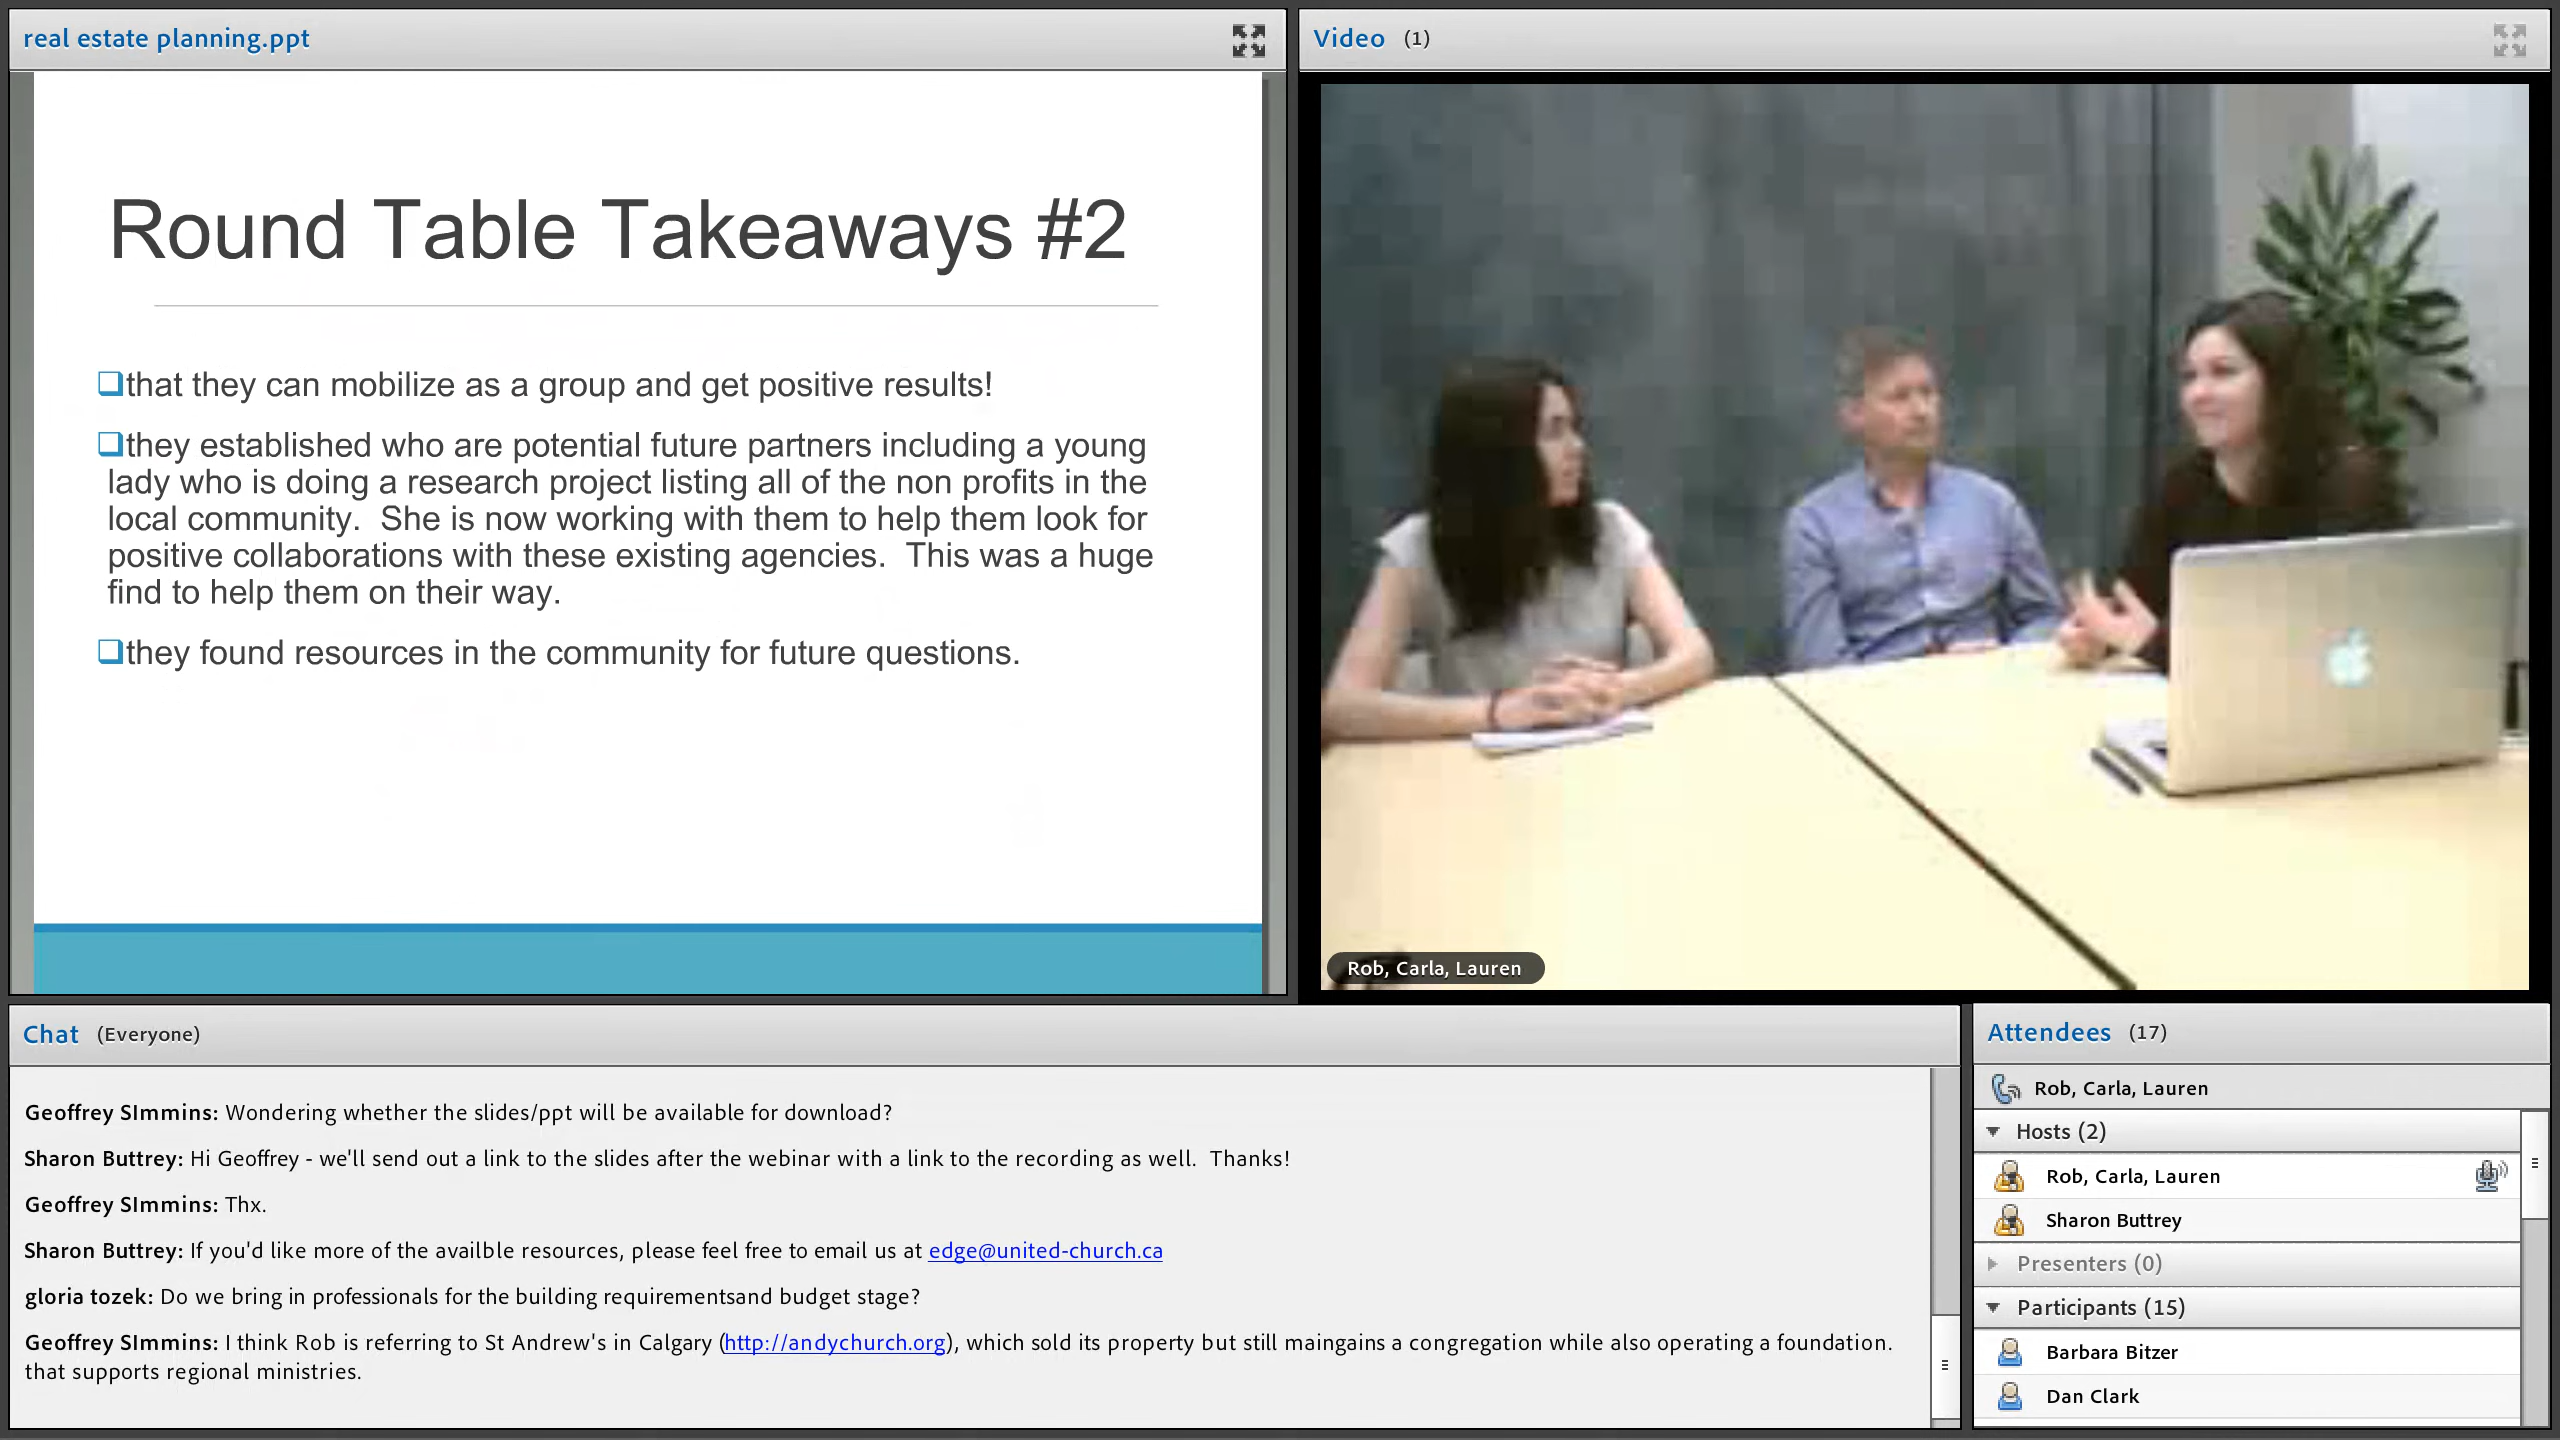 real estate planning.ppt
Round Table Takeaways #2
that they can mobilize as a group and get positive results!
they established who are potential future partners including a young
lady who is doing a research project listing all of the non profits in the
local community.  She is now working with them to help them look for
positive collaborations with these existing agencies.  This was a huge
find to help them on their way.
they found resources in the community for future questions.
Video (1)
Rob, Carla, Lauren
Chat (Everyone)
Geoffrey SImmins: Wondering whether the slides/ppt will be available for download?
Sharon Buttrey: Hi Geoffrey - we'll send out a link to the slides after the webinar with a link to the recording as well.  Thanks!
Geoffrey SImmins: Thx.
Sharon Buttrey: If you'd like more of the availble resources, please feel free to email us at edge@united-church.ca
gloria tozek: Do we bring in professionals for the building requirementsand budget stage?
Geoffrey SImmins: I think Rob is referring to St Andrew's in Calgary (http://andychurch.org), which sold its property but still maingains a congregation while also operating a foundation.
that supports regional ministries.
Attendees (17)
Rob, Carla, Lauren
Hosts (2)
Rob, Carla, Lauren
Sharon Buttrey
Presenters (0)
Participants (15)
Barbara Bitzer
Dan Clark